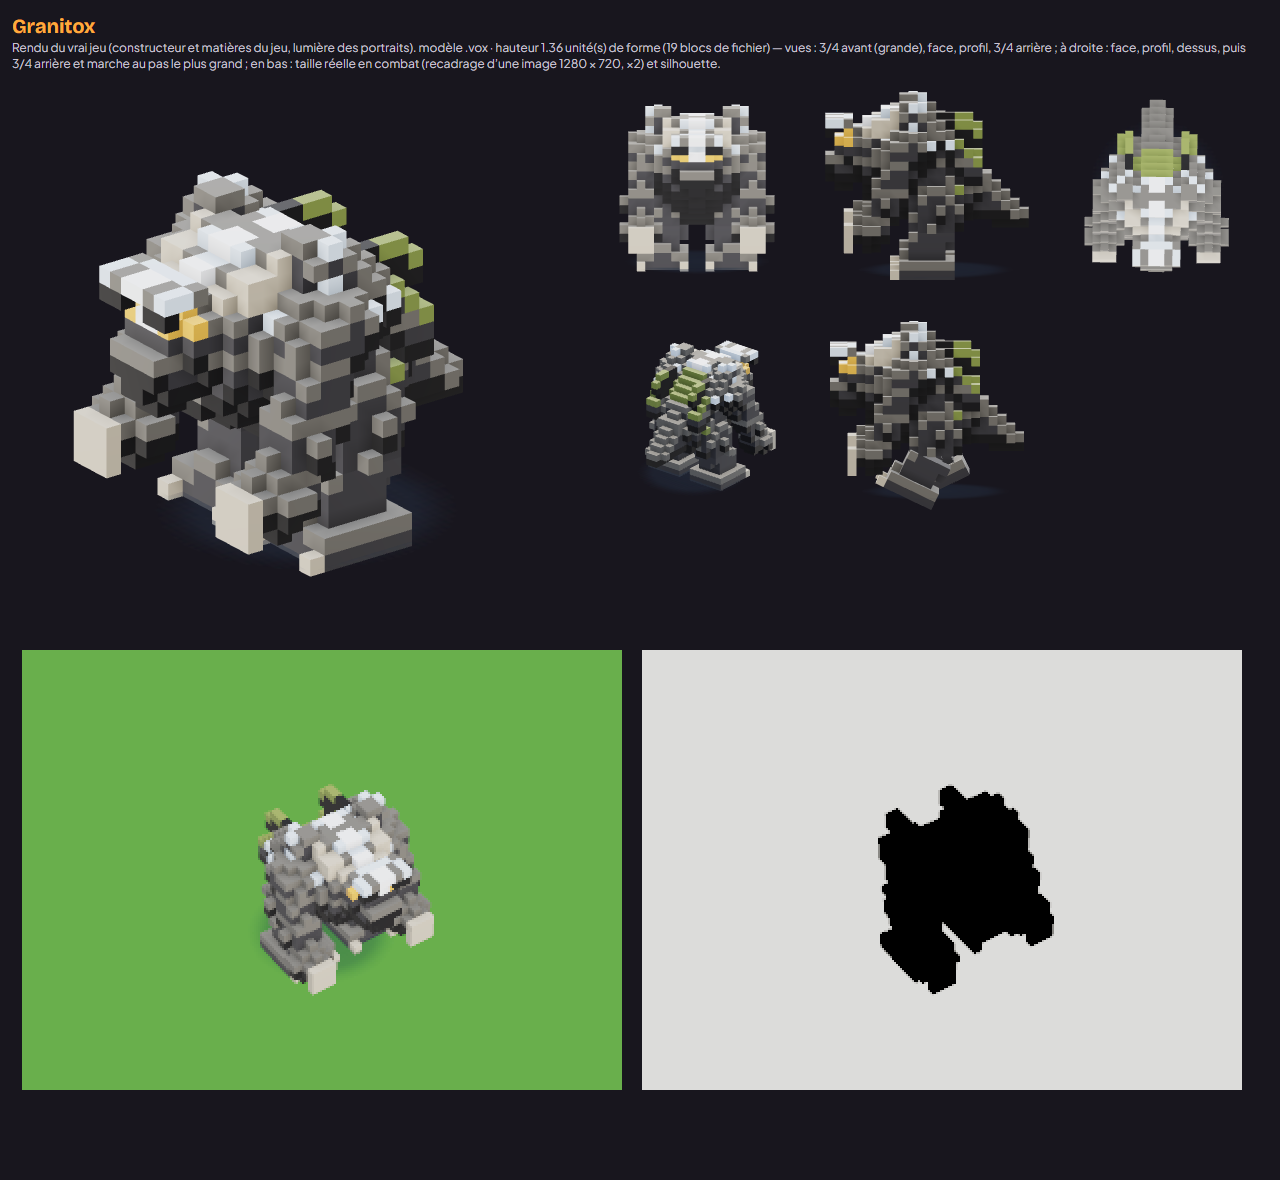 Granitox
Rendu du vrai jeu (constructeur et matières du jeu, lumière des portraits). modèle .vox · hauteur 1.36 unité(s) de forme (19 blocs de fichier) — vues : 3/4 avant (grande), face, profil, 3/4 arrière ; à droite : face, profil, dessus, puis
3/4 arrière et marche au pas le plus grand ; en bas : taille réelle en combat (recadrage d'une image 1280 × 720, ×2) et silhouette.